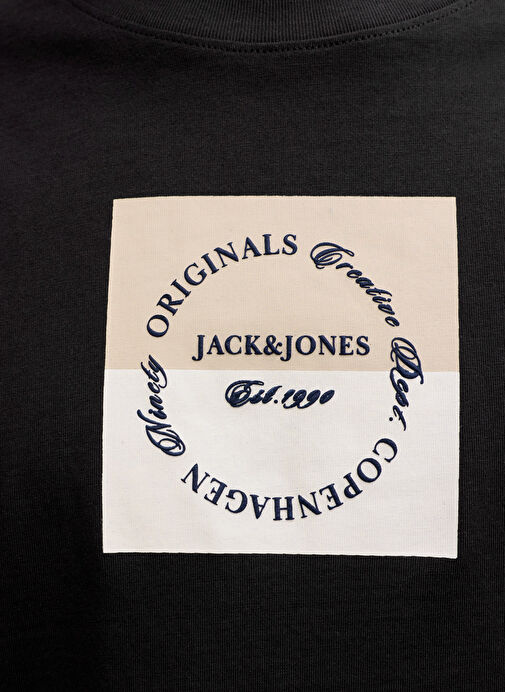 Ninety ORIGINALS Creative Dept. COPENHAGEN
JACK&JONES
Est.1990